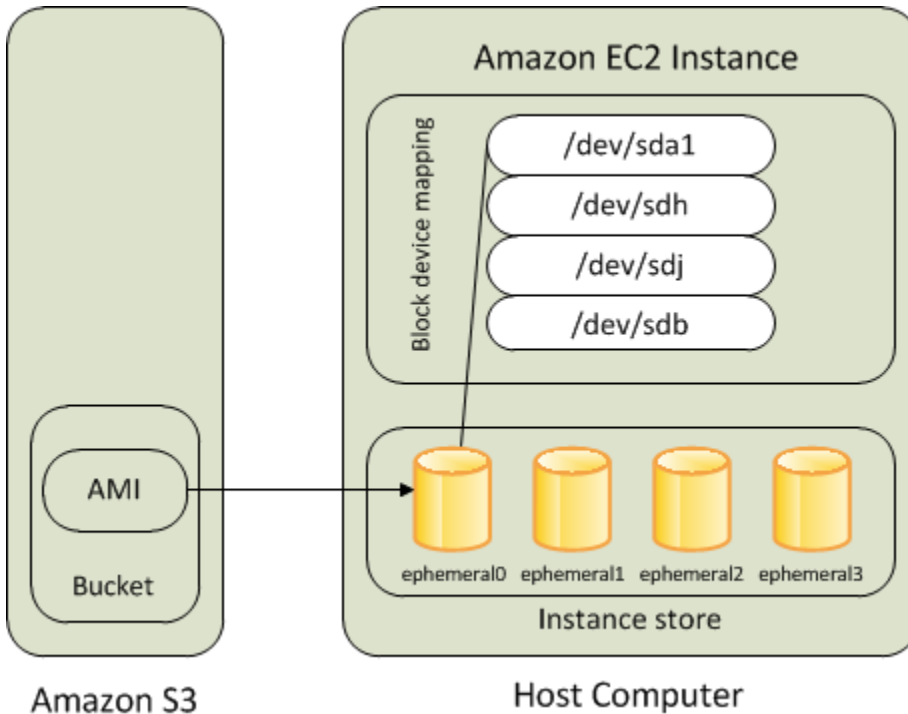 Amazon EC2 Instance
Block device mapping
/dev/sda1
/dev/sdh
/dev/sdj
/dev/sdb
AMI
Bucket
ephemeral0 ephemeral1 ephemeral2 ephemeral3
Instance store
Amazon S3
Host Computer